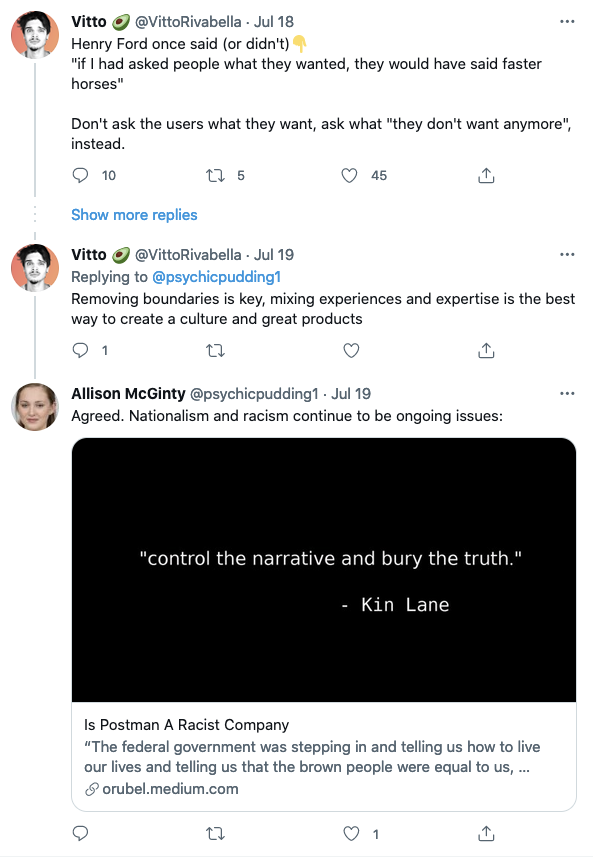 Vitto 🥑 @VittoRivabella · Jul 18
Henry Ford once said (or didn't)👇
"if I had asked people what they wanted, they would have said faster
horses"
Don't ask the users what they want, ask what "they don't want anymore",
instead.
10 5 45
Show more replies
Vitto 🥑 @VittoRivabella · Jul 19
Replying to @psychicpudding1
Removing boundaries is key, mixing experiences and expertise is the best
way to create a culture and great products
1
Allison McGinty @psychicpudding1 · Jul 19
Agreed. Nationalism and racism continue to be ongoing issues:
"control the narrative and bury the truth."
- Kin Lane
Is Postman A Racist Company
“The federal government was stepping in and telling us how to live
our lives and telling us that the brown people were equal to us, ...
orubel.medium.com
1